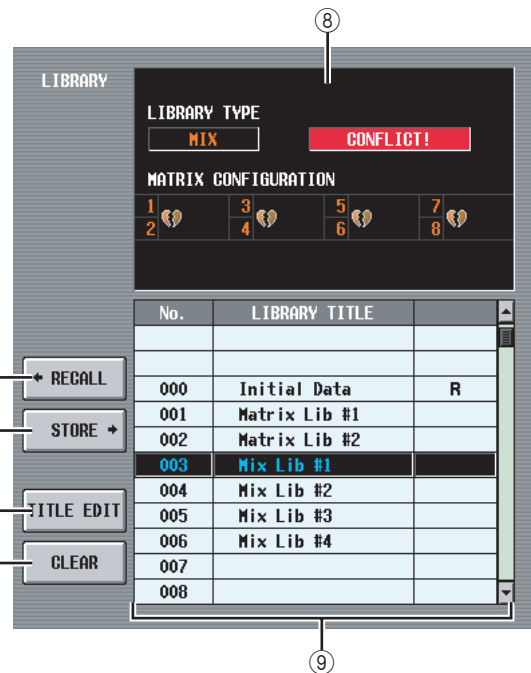 ⑧
LIBRARY
LIBRARY TYPE
MIX CONFLICT!
MATRIX CONFIGURATION
1 3 5 7
2 4 6 8
No. LIBRARY TITLE
← RECALL
000 Initial Data R
STORE →
001 Matrix Lib #1
002 Matrix Lib #2
003 Mix Lib #1
TITLE EDIT
004 Mix Lib #2
005 Mix Lib #3
CLEAR
006 Mix Lib #4
007
008
⑨